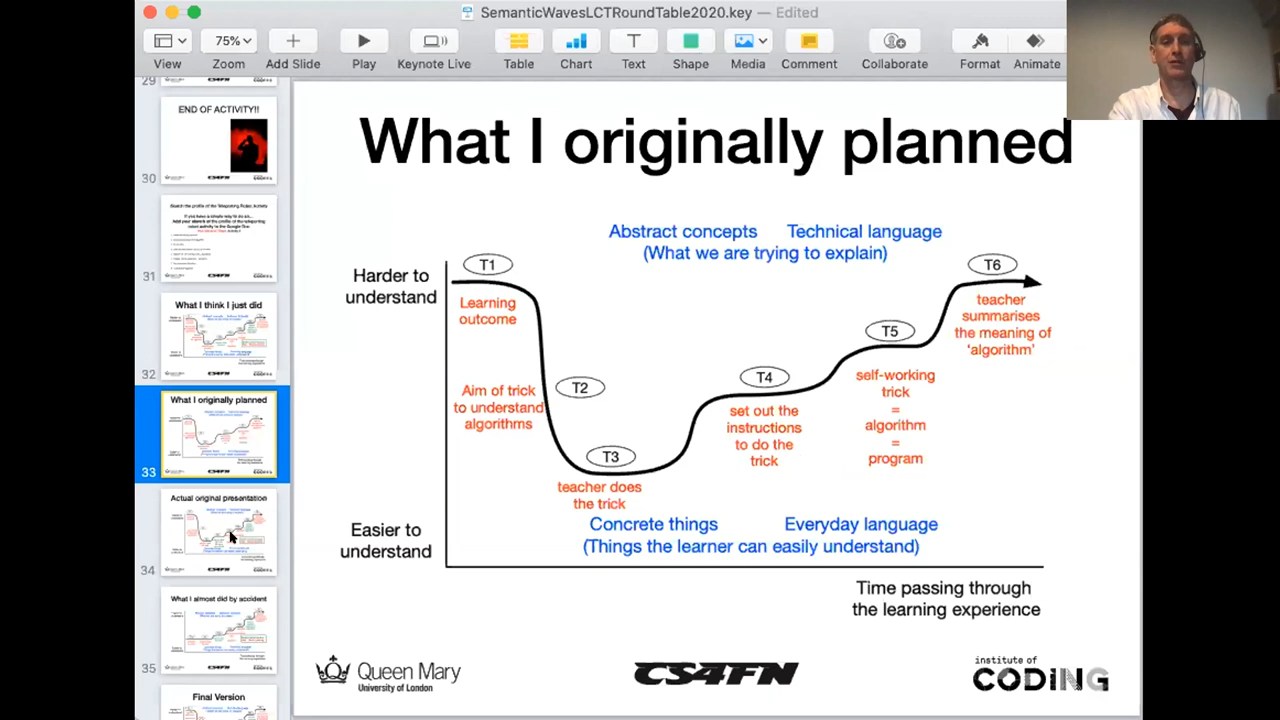 SemanticWavesLCTRoundTable2020.key — Edited
75%
View
Zoom
Add Slide
Play
Keynote Live
Table
Chart
Text
Shape
Media
Comment
Collaborate
Format
Animate
29
END OF ACTIVITY!!
30
31
What I think I just did
32
What I originally planned
33
Actual original presentation
34
What I almost did by accident
35
Final Version
What I originally planned
Abstract concepts Technical language
(What we are trying to explain)
Harder to
understand
T1
Learning
outcome
T2
Aim of trick
to understand
algorithms
T3
teacher does
the trick
T4
set out the
instructions
to do the
trick
T5
self-working
trick
=
algorithm
=
program
T6
teacher
summarises
the meaning of
'algorithm'
Easier to
understand
Concrete things Everyday language
(Things the learner can easily understand)
Time passing through
the learning experience
Queen Mary
University of London
CS4FN
institute of
CODING